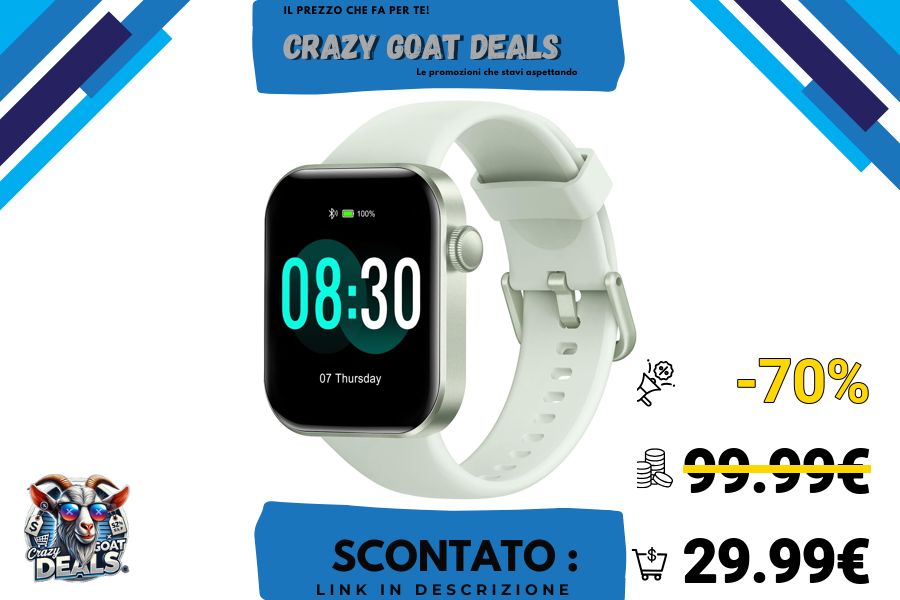 IL PREZZO CHE FA PER TE!
CRAZY GOAT DEALS
Le promozioni che stavi aspettando
100%
08:30
07 Thursday
-70%
99.99€
29.99€
$
Crazy GOAT
DEALS
SCONTATO :
LINK IN DESCRIZIONE